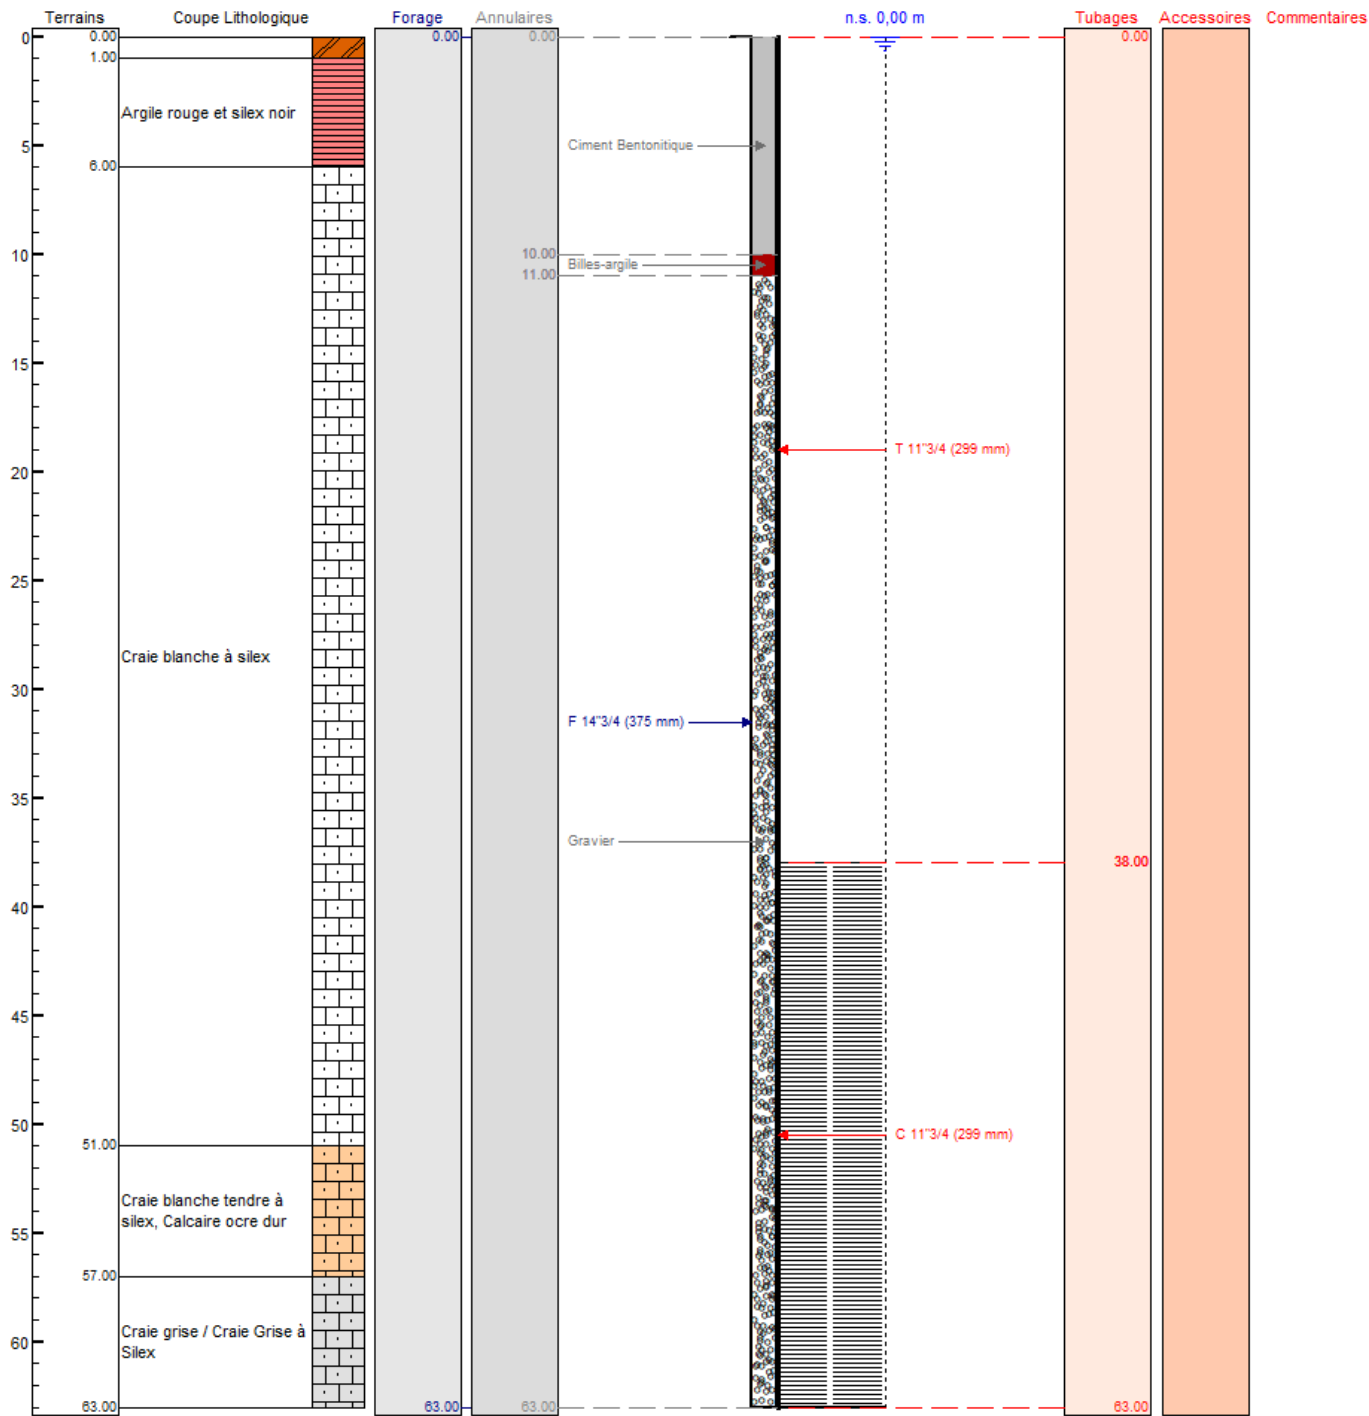 Terrains Coupe Lithologique Forage Annulaires n.s. 0,00 m Tubages Accessoires Commentaires
0 0.00 0.00 0.00 0.00
1.00
Argile rouge et silex noir
5 Ciment Bentonitique
6.00
10 10.00
Billes-argile
11.00
15
T 11"3/4 (299 mm)
20
25
Craie blanche à silex
30
F 14"3/4 (375 mm)
35
Gravier
38.00
40
45
50 C 11"3/4 (299 mm)
51.00
Craie blanche tendre à
silex, Calcaire ocre dur
55
57.00
Craie grise / Craie Grise à
60
Silex
63.00 63.00 63.00 63.00